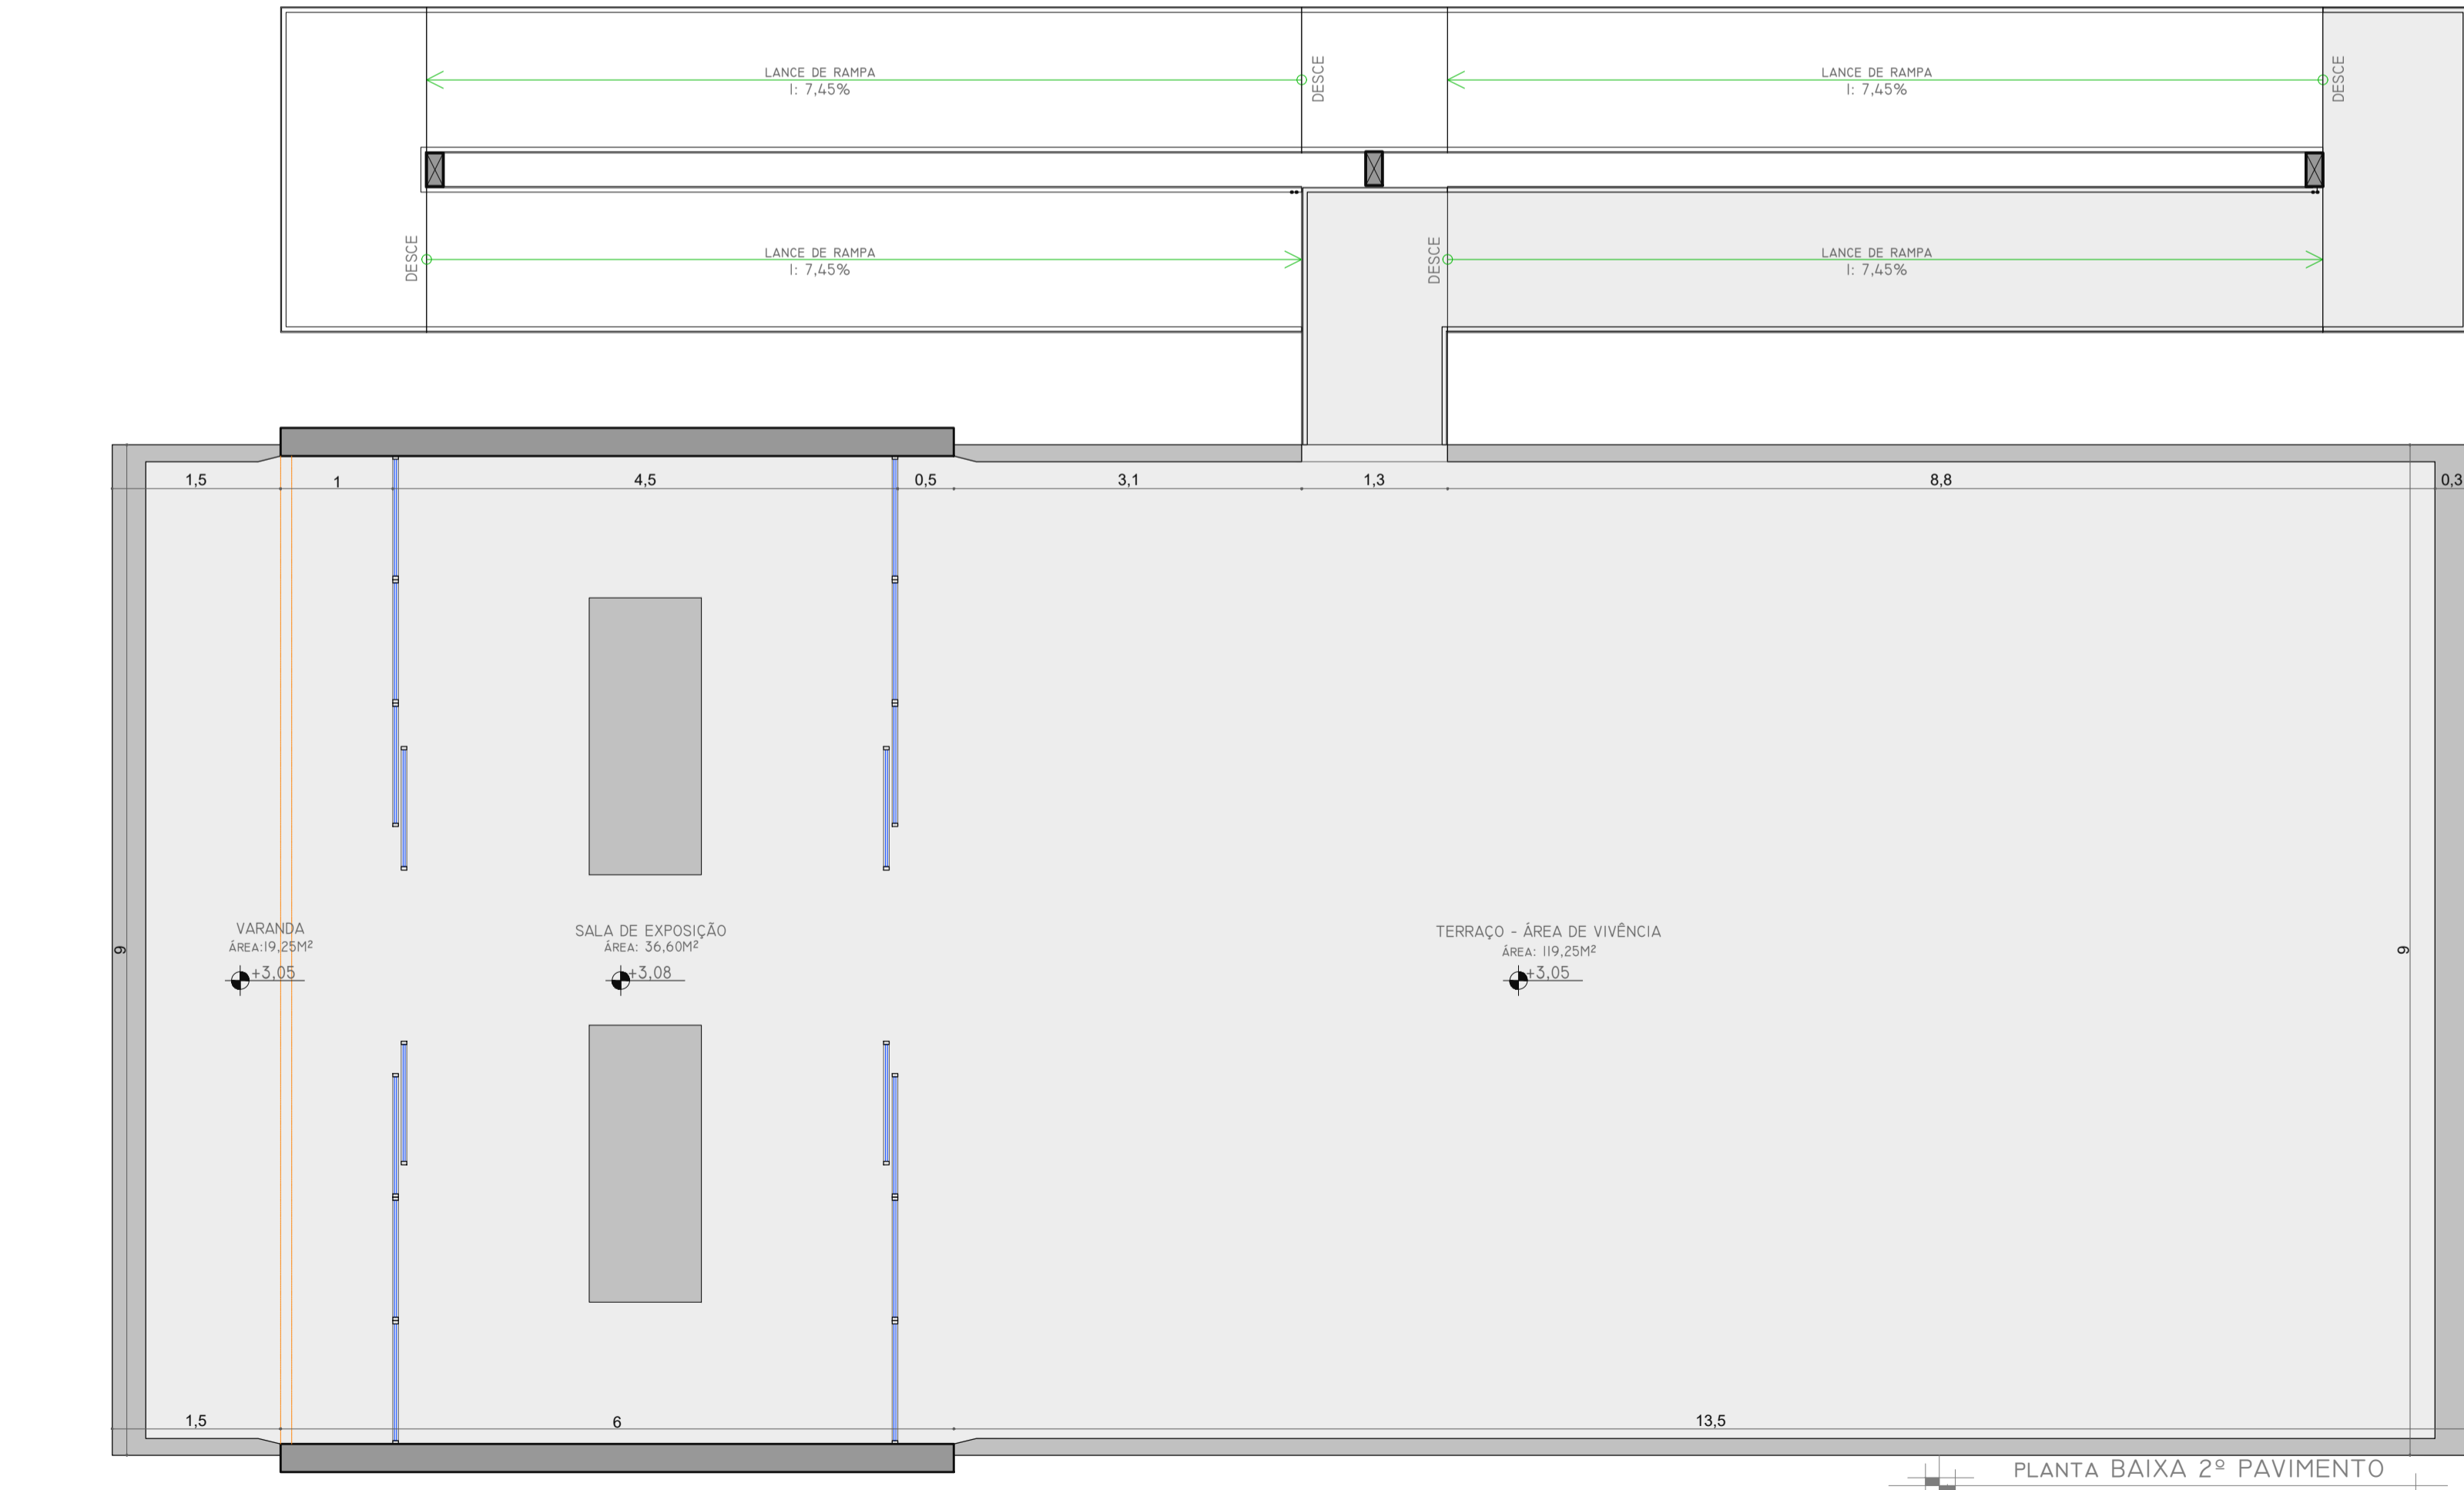 LANCE DE RAMPA
I: 7,45%
DESCE
LANCE DE RAMPA
I: 7,45%
DESCE
DESCE
LANCE DE RAMPA
I: 7,45%
DESCE
LANCE DE RAMPA
I: 7,45%
1,5
1
4,5
0,5
3,1
1,3
8,8
0,3
9
VARANDA
ÁREA:19,25M²
+3,05
SALA DE EXPOSIÇÃO
ÁREA: 36,60M²
+3,08
TERRAÇO - ÁREA DE VIVÊNCIA
ÁREA: 119,25M²
+3,05
9
1,5
6
13,5
PLANTA BAIXA 2º PAVIMENTO